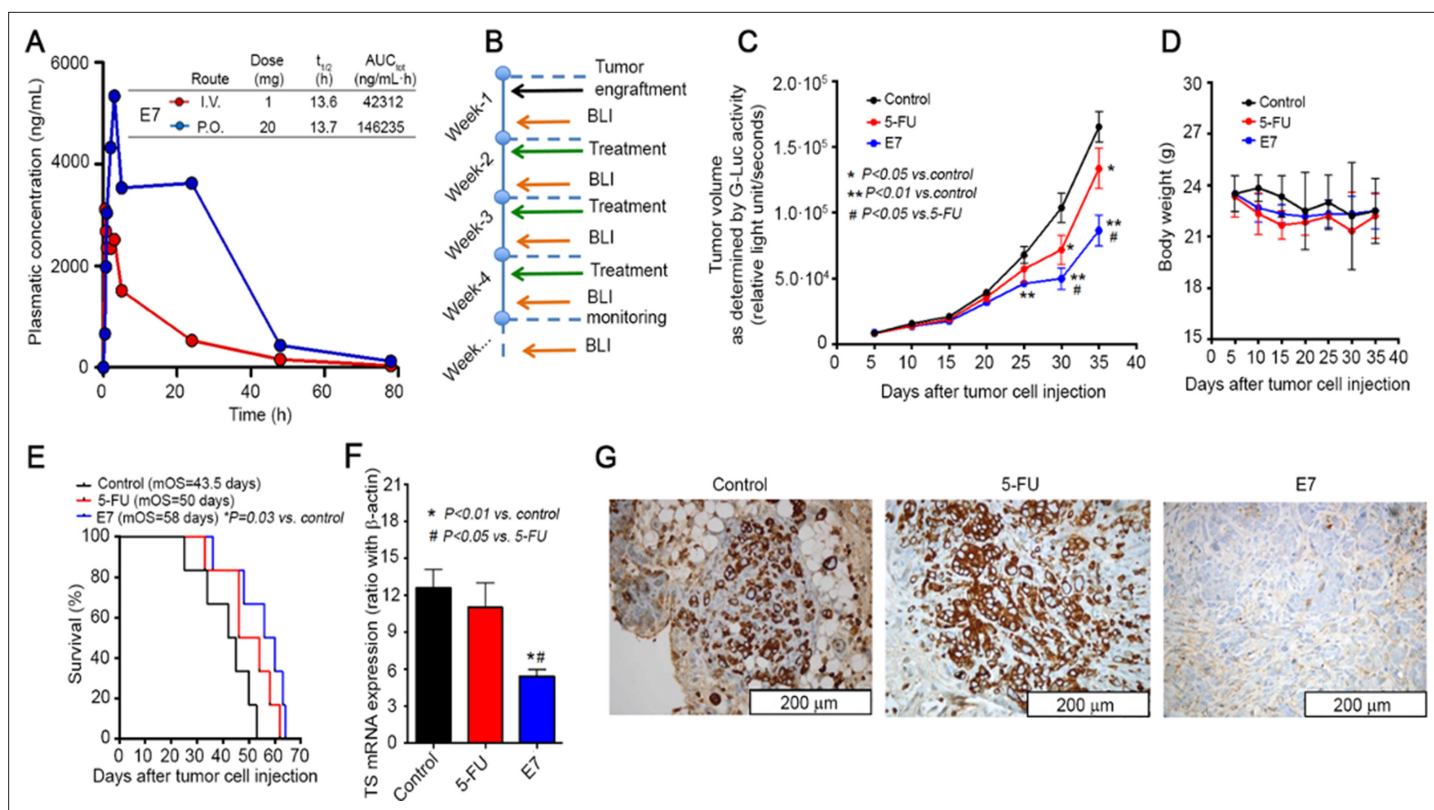 A
6000
4000
2000
0
Plasmatic concentration (ng/mL)
Route Dose (mg) t1/2 (h) AUCtot (ng/mL·h)
E7
I.V. 1 13.6 42312
P.O. 20 13.7 146235
0 20 40 60 80
Time (h)
B
Week-1
Week-2
Week-3
Week-4
Week...
Tumor
engraftment
BLI
Treatment
BLI
Treatment
BLI
Treatment
BLI
monitoring
BLI
C
2.0·10⁵
1.5·10⁵
1.0·10⁵
5.0·10⁴
0
Tumor volume
as determined by G-Luc activity
(relative light unit/seconds)
Control
5-FU
E7
* P<0.05 vs.control
** P<0.01 vs.control
# P<0.05 vs.5-FU
*
*
**
#
**
**
#
0 5 10 15 20 25 30 35 40
Days after tumor cell injection
D
Control
5-FU
E7
30
27
24
21
18
15
Body weight (g)
0 5 10 15 20 25 30 35 40
Days after tumor cell injection
E
Control (mOS=43.5 days)
5-FU (mOS=50 days)
E7 (mOS=58 days) *P=0.03 vs. control
100
80
60
40
20
0
Survival (%)
0 10 20 30 40 50 60 70
Days after tumor cell injection
F
21
18
15
12
9
6
3
0
TS mRNA expression (ratio with β-actin)
* P<0.01 vs. control
# P<0.05 vs. 5-FU
*#
Control
5-FU
E7
G
Control 5-FU E7
200 µm 200 µm 200 µm